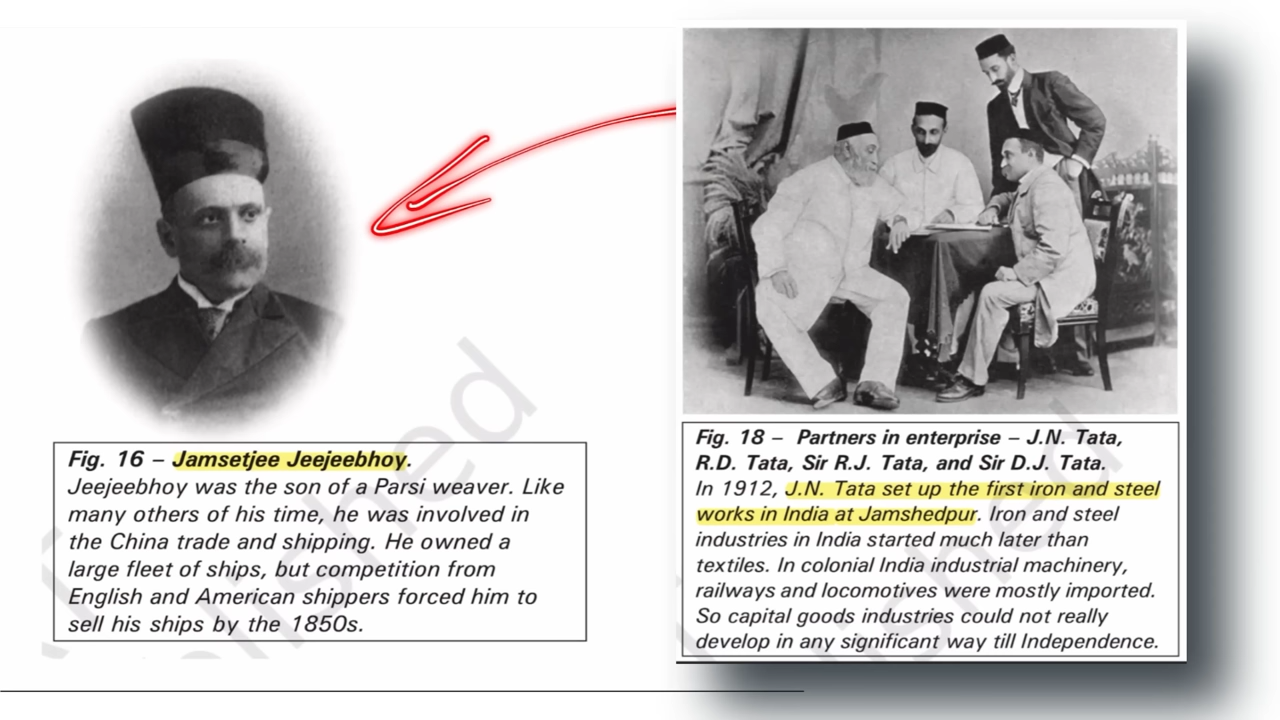 Fig. 16 – Jamsetjee Jeejeebhoy.
Jeejeebhoy was the son of a Parsi weaver. Like
many others of his time, he was involved in
the China trade and shipping. He owned a
large fleet of ships, but competition from
English and American shippers forced him to
sell his ships by the 1850s.
Fig. 18 – Partners in enterprise – J.N. Tata,
R.D. Tata, Sir R.J. Tata, and Sir D.J. Tata.
In 1912, J.N. Tata set up the first iron and steel
works in India at Jamshedpur. Iron and steel
industries in India started much later than
textiles. In colonial India industrial machinery,
railways and locomotives were mostly imported.
So capital goods industries could not really
develop in any significant way till Independence.